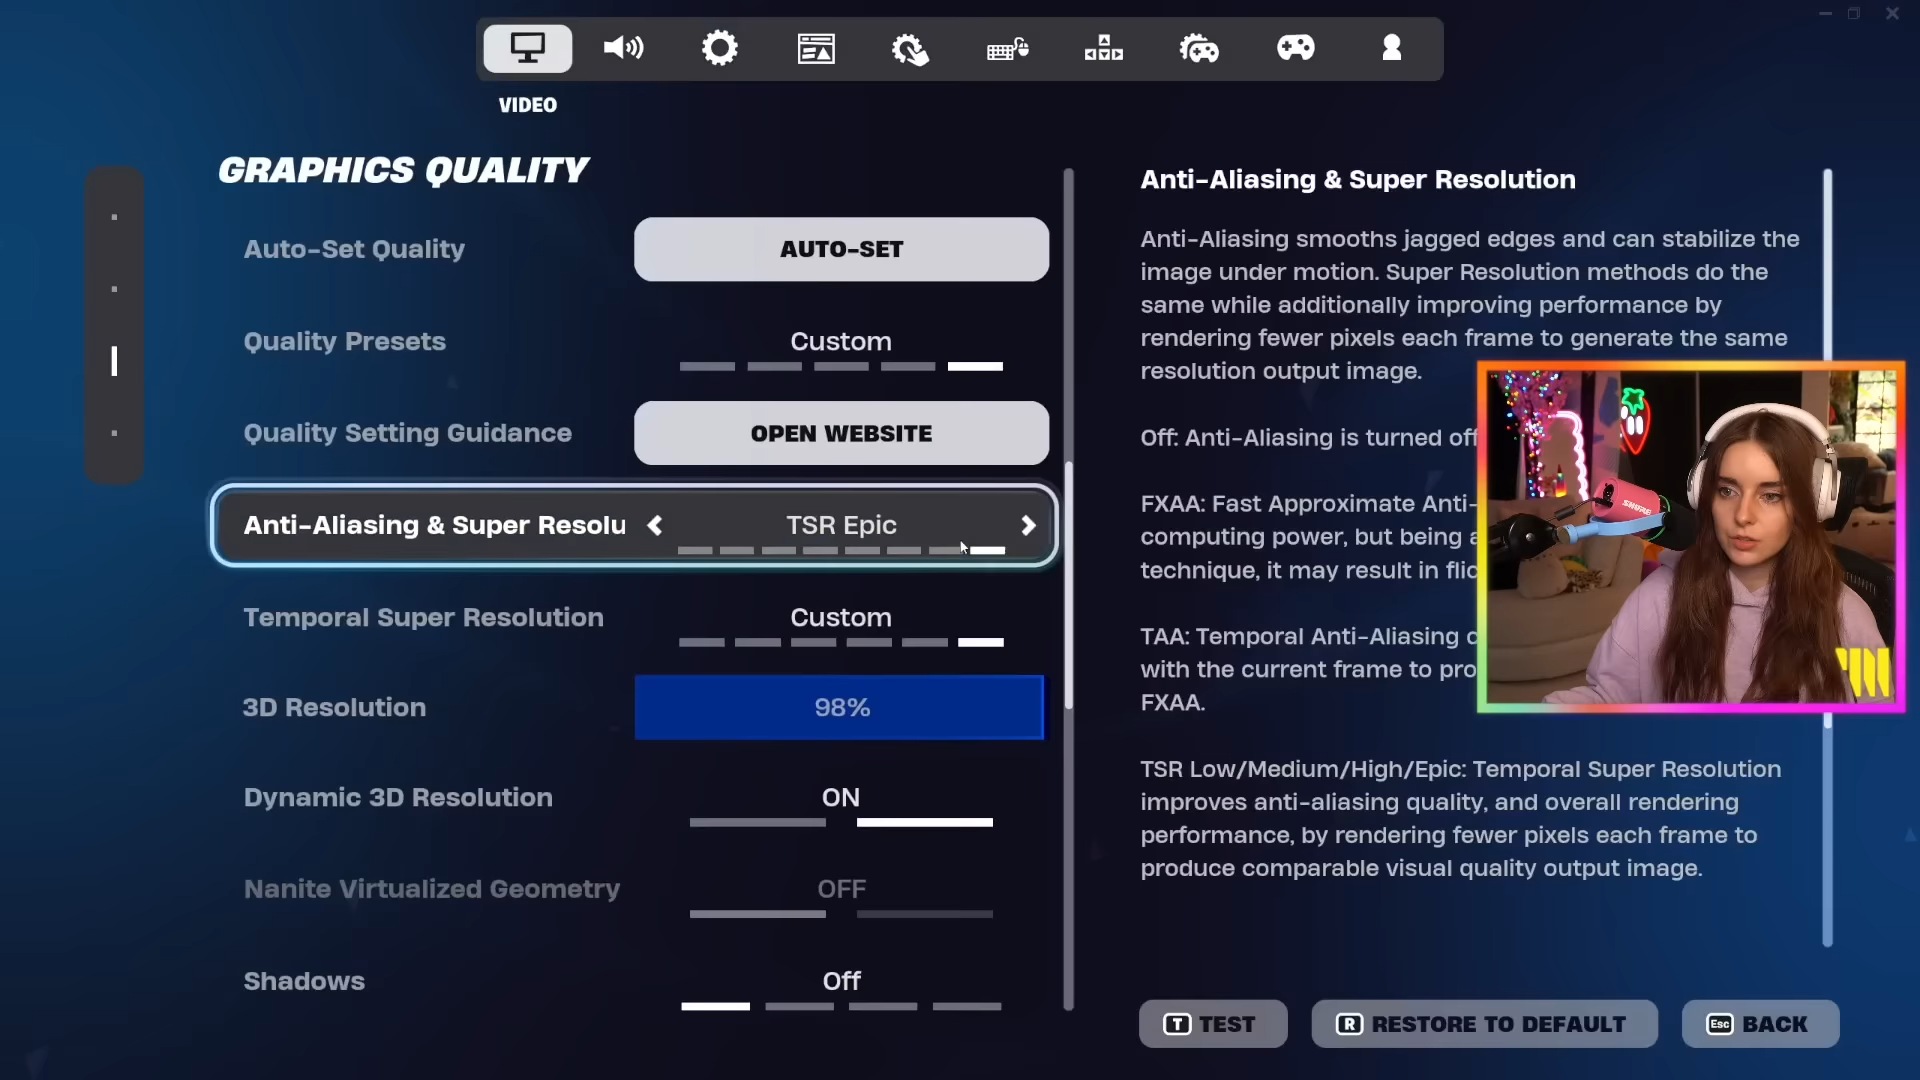 VIDEO
GRAPHICS QUALITY
Auto-Set Quality
AUTO-SET
Quality Presets
Custom
Quality Setting Guidance
OPEN WEBSITE
Anti-Aliasing & Super Resolu
TSR Epic
Temporal Super Resolution
Custom
3D Resolution
98%
Dynamic 3D Resolution
ON
Nanite Virtualized Geometry
OFF
Shadows
Off
Anti-Aliasing & Super Resolution
Anti-Aliasing smooths jagged edges and can stabilize the
image under motion. Super Resolution methods do the
same while additionally improving performance by
rendering fewer pixels each frame to generate the same
resolution output image.
Off: Anti-Aliasing is turned off
FXAA: Fast Approximate Anti-
computing power, but being a
technique, it may result in flic
TAA: Temporal Anti-Aliasing c
with the current frame to pro
FXAA.
SHURE
TSR Low/Medium/High/Epic: Temporal Super Resolution
improves anti-aliasing quality, and overall rendering
performance, by rendering fewer pixels each frame to
produce comparable visual quality output image.
T TEST
R RESTORE TO DEFAULT
Esc BACK